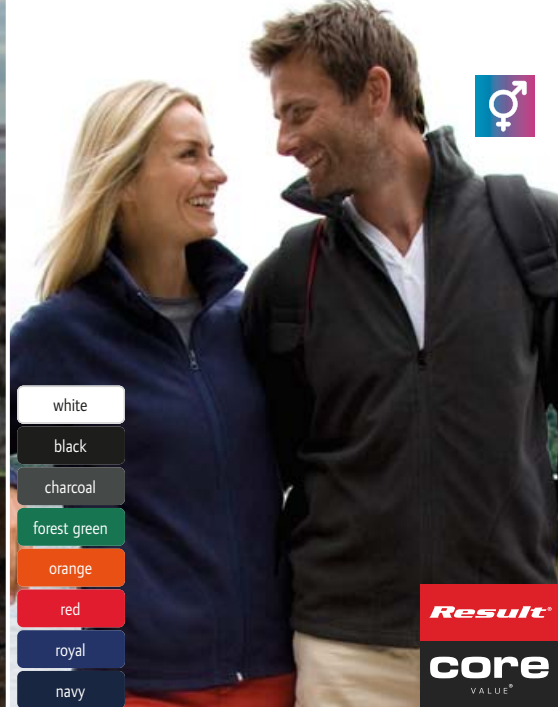 white
black
charcoal
forest green
orange
red
royal
navy
Result®
core
VALUE®